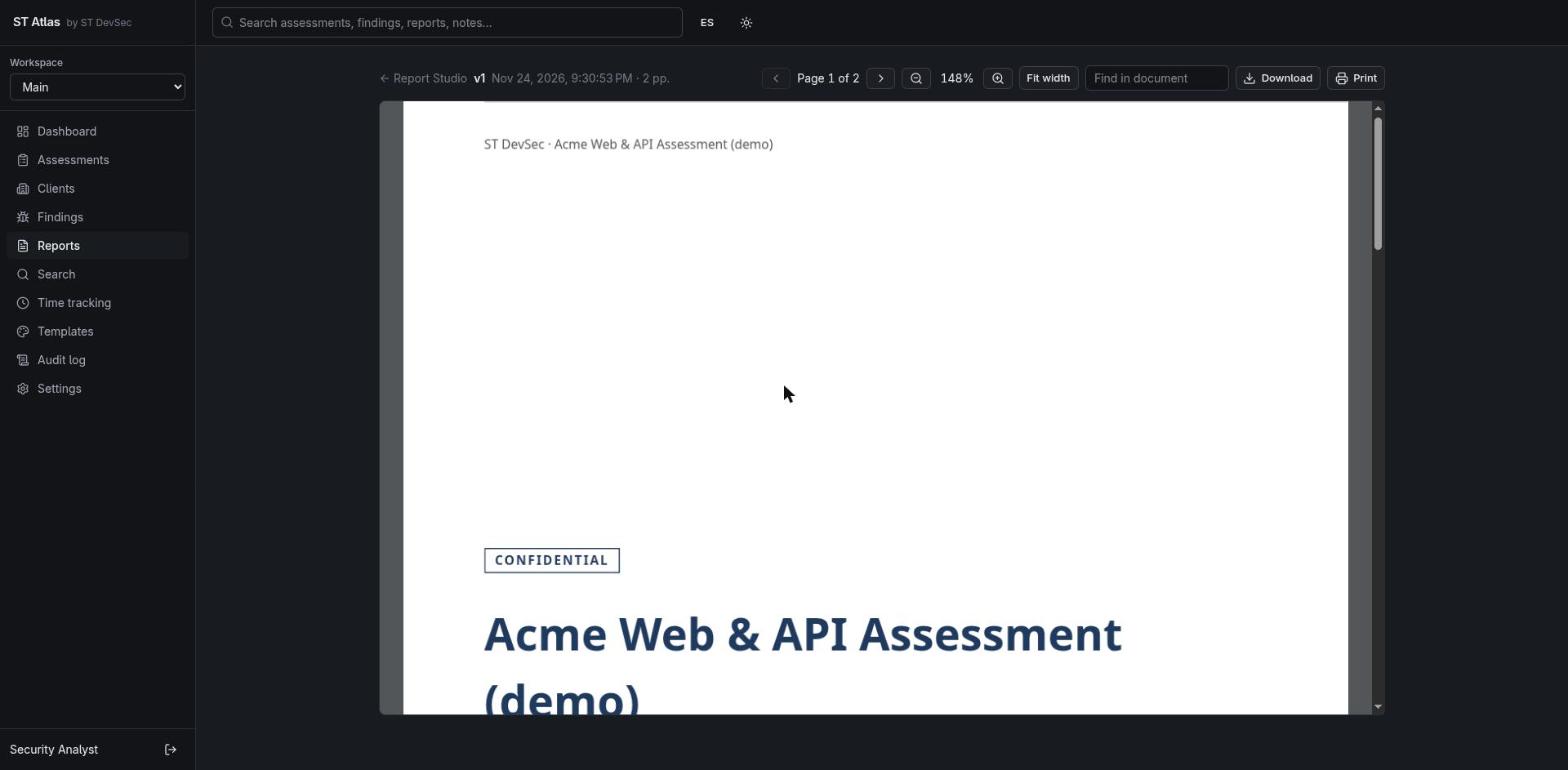 ST Atlas by ST DevSec
Search assessments, findings, reports, notes...
ES
Workspace
Main
Dashboard
Assessments
Clients
Findings
Reports
Search
Time tracking
Templates
Audit log
Settings
Security Analyst
← Report Studio v1 Nov 24, 2026, 9:30:53 PM · 2 pp.
Page 1 of 2
148%
Fit width
Find in document
Download
Print
ST DevSec · Acme Web & API Assessment (demo)
CONFIDENTIAL
Acme Web & API Assessment
(demo)